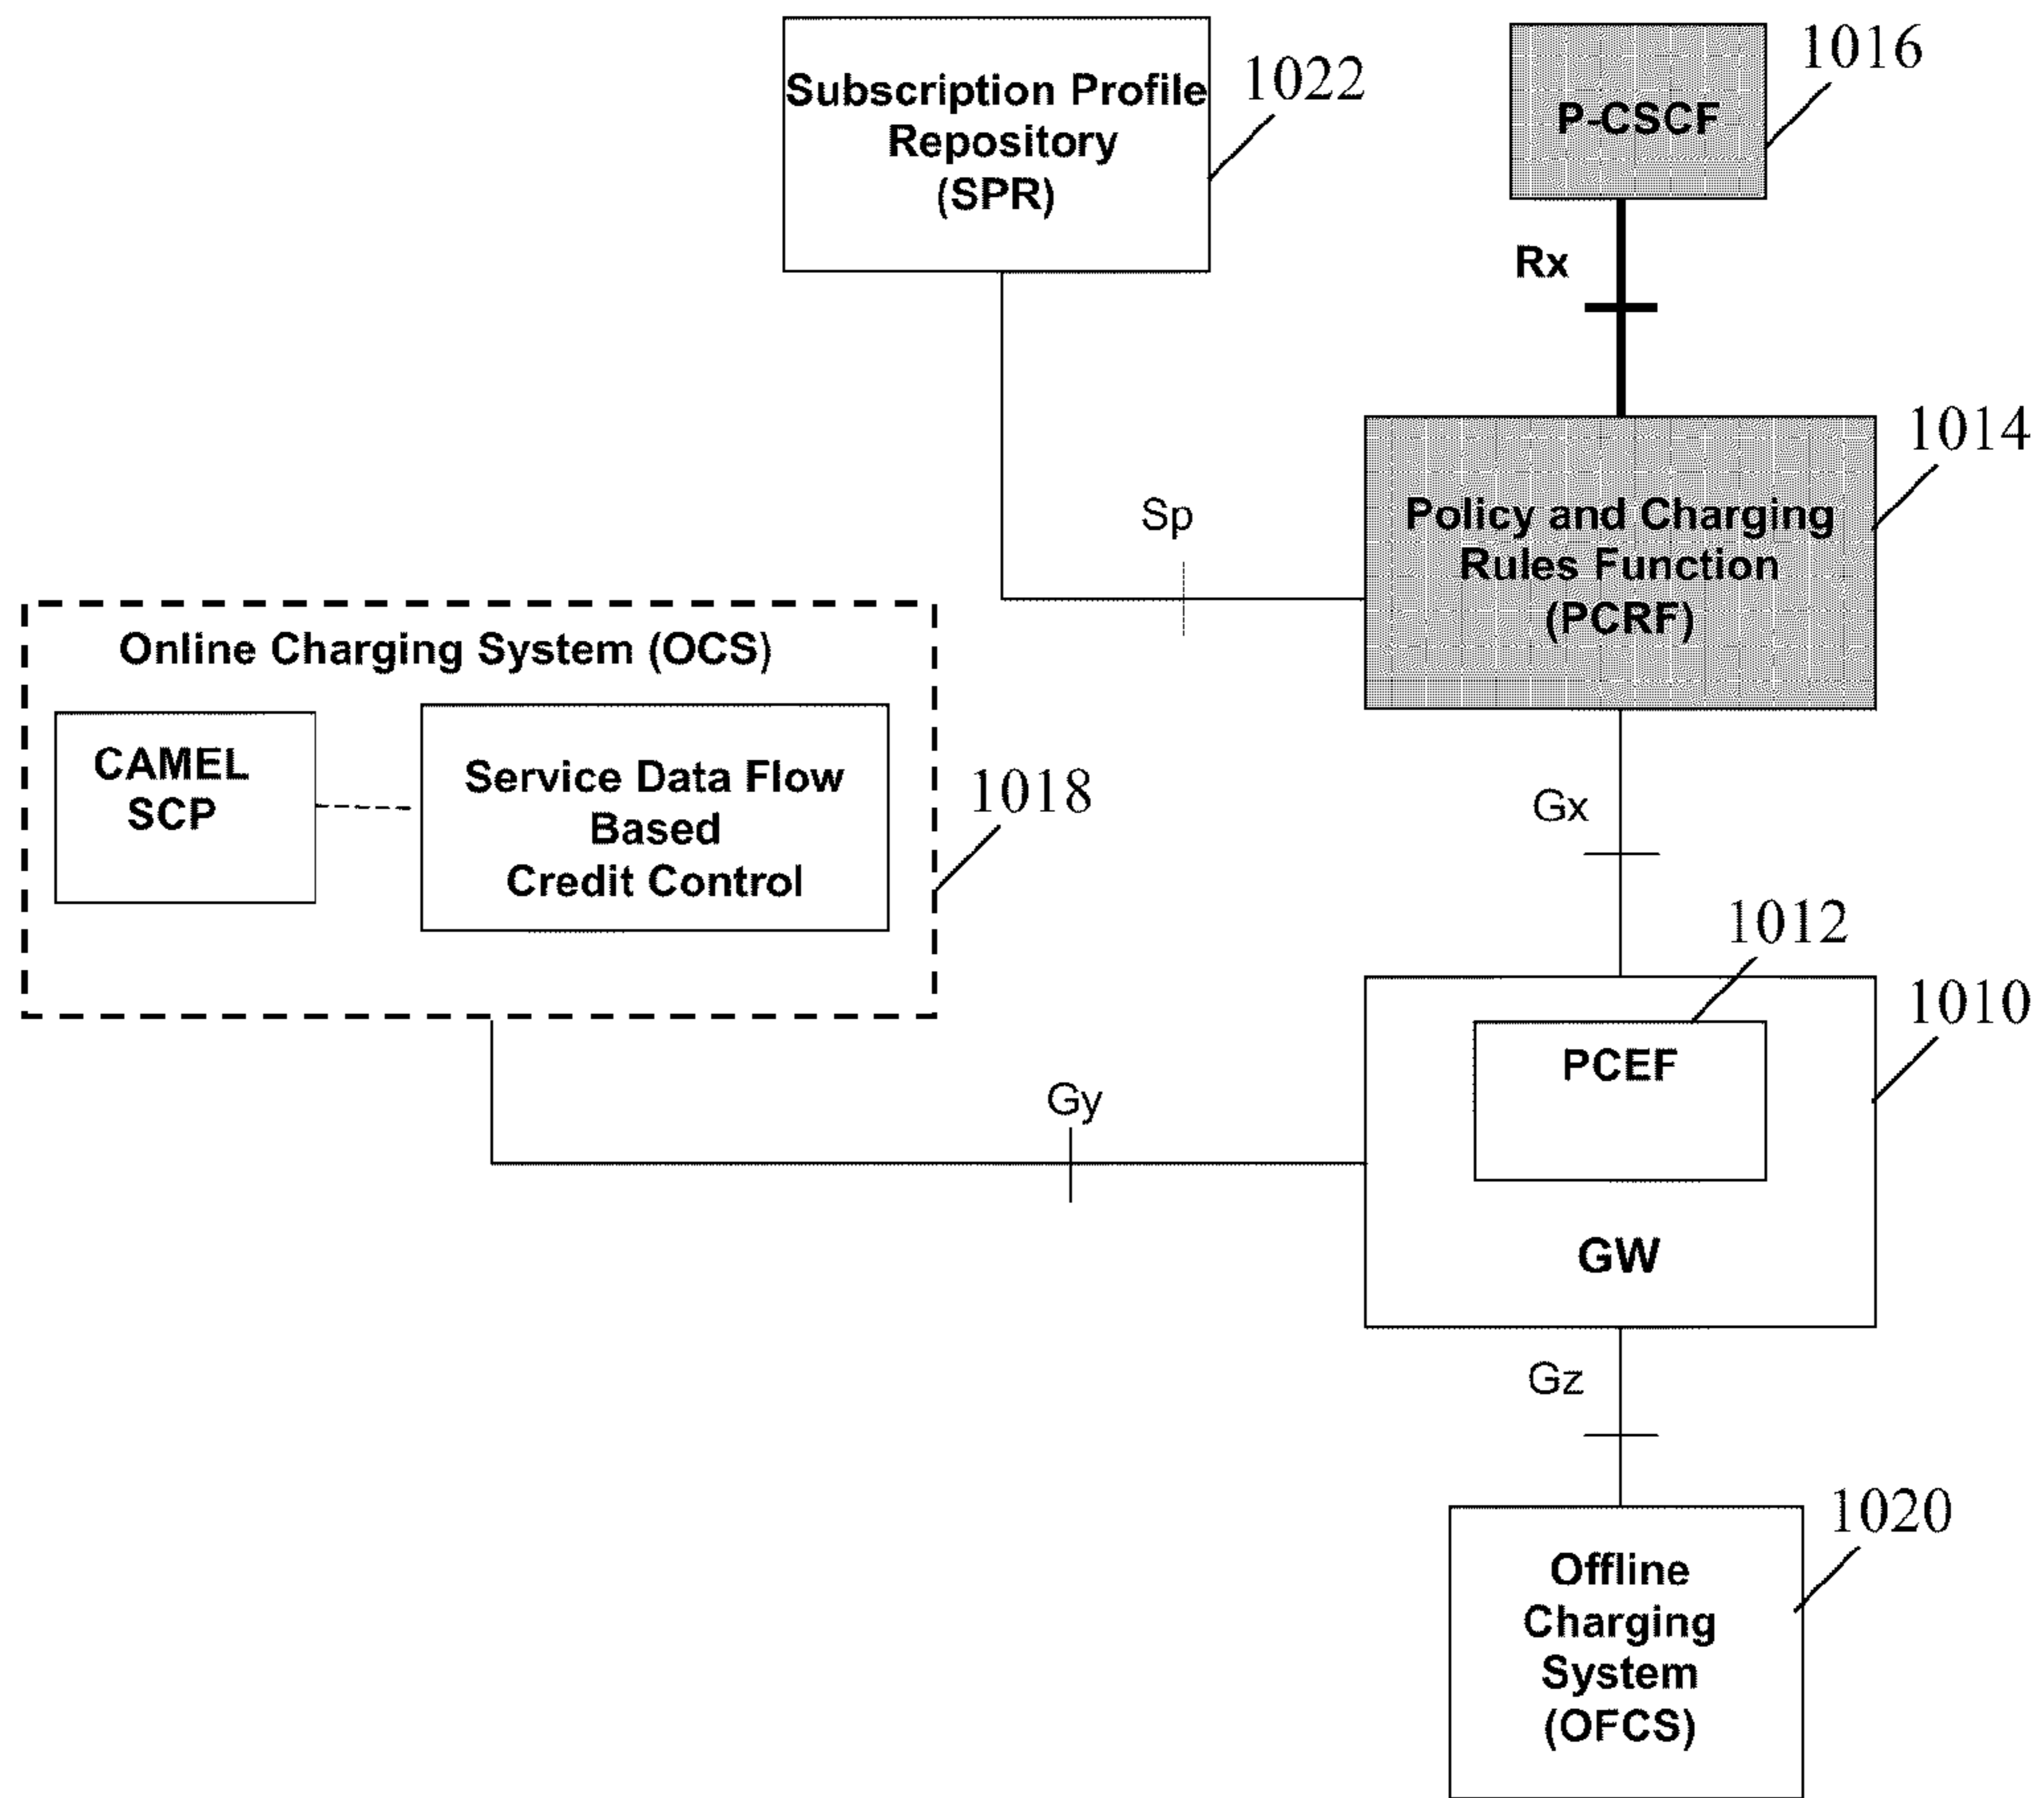 Subscription Profile
Repository
(SPR)
1022
P-CSCF
1016
Rx
Policy and Charging
Rules Function
(PCRF)
1014
Sp
Online Charging System (OCS)
CAMEL
SCP
Service Data Flow
Based
Credit Control
1018
Gx
1012
PCEF
GW
1010
Gy
Gz
Offline
Charging
System
(OFCS)
1020